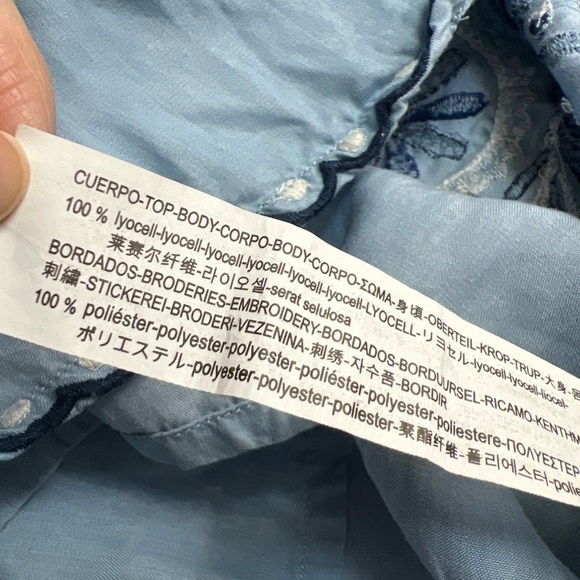 CUERPO-TOP-BODY-CORPO-BODY-CORPO-ΣΩΜΑ-身頃-OBERTEIL-KROP-TRUP-大身-몸
100 % lyocell-lyocell-lyocell-lyocell-lyocell-lyocell-LYOCELL-リヨセル-lyocell-lyocell-liocel-
莱赛尔纤维-라이오셀-serat selulosa
BORDADOS-BRODERIES-EMBROIDERY-BORDADOS-BORDUURSEL-RICAMO-ΚΕΝΤΗΜ
刺繍-STICKEREI-BRODERI-VEZENINA-刺绣-자수품-BORDIR
100 % poliéster-polyester-polyester-poliéster-polyester-poliestere-ΠΟΛΥΕΣΤΕΡ
ポリエステル-polyester-polyester-poliester-聚酯纤维-폴리에스터-polieste